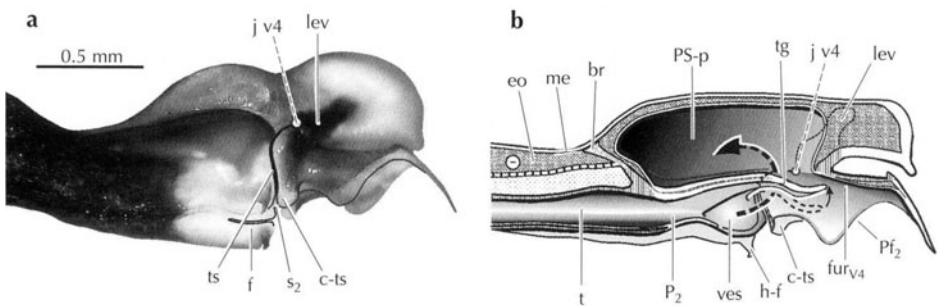 a
j v4 lev
0.5 mm
ts f s₂ c-ts
b
PS-p tg j v4 lev
eo me br
t P₂ ves h-f c-ts fur_V4 Pf₂